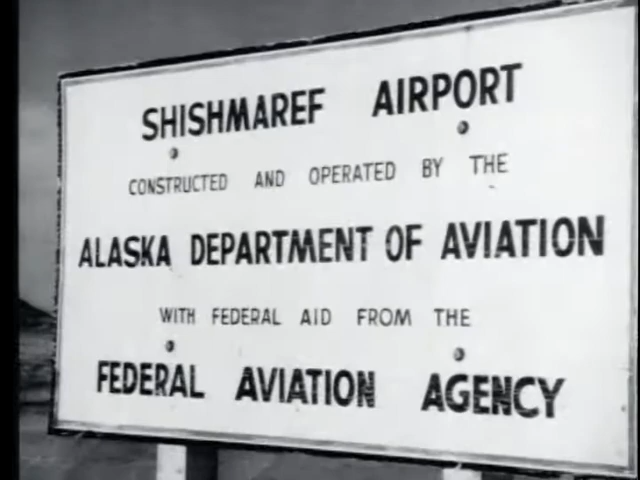 SHISHMAREF AIRPORT
CONSTRUCTED AND OPERATED BY THE
ALASKA DEPARTMENT OF AVIATION
WITH FEDERAL AID FROM THE
FEDERAL AVIATION AGENCY